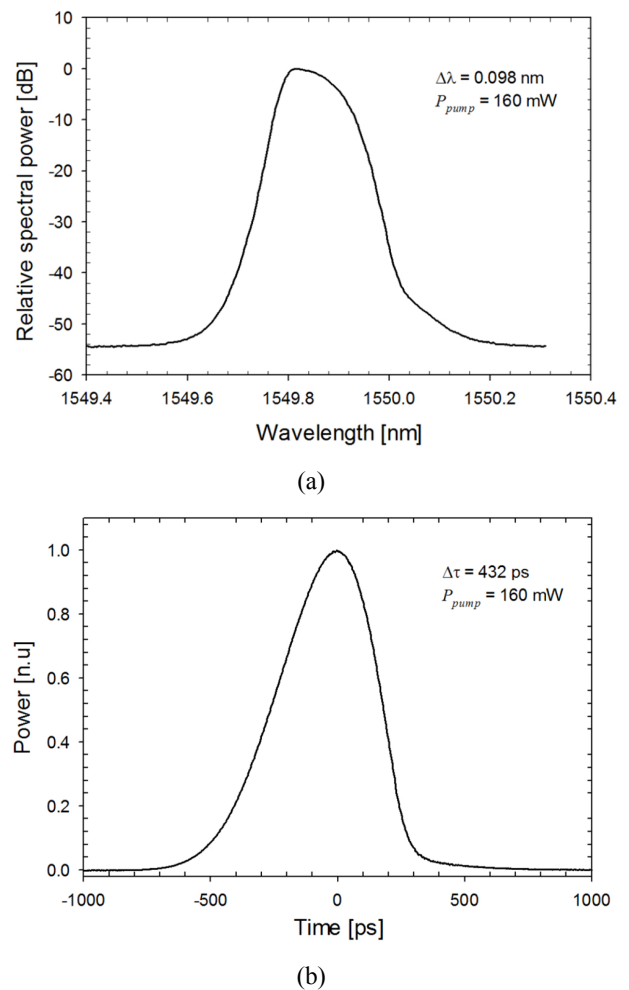 10
0
-10
-20
-30
-40
-50
-60
Relative spectral power [dB]
Δλ = 0.098 nm
P_pump = 160 mW
1549.4 1549.6 1549.8 1550.0 1550.2 1550.4
Wavelength [nm]
(a)
1.0
0.8
0.6
0.4
0.2
0.0
Power [n.u]
Δτ = 432 ps
P_pump = 160 mW
-1000 -500 0 500 1000
Time [ps]
(b)